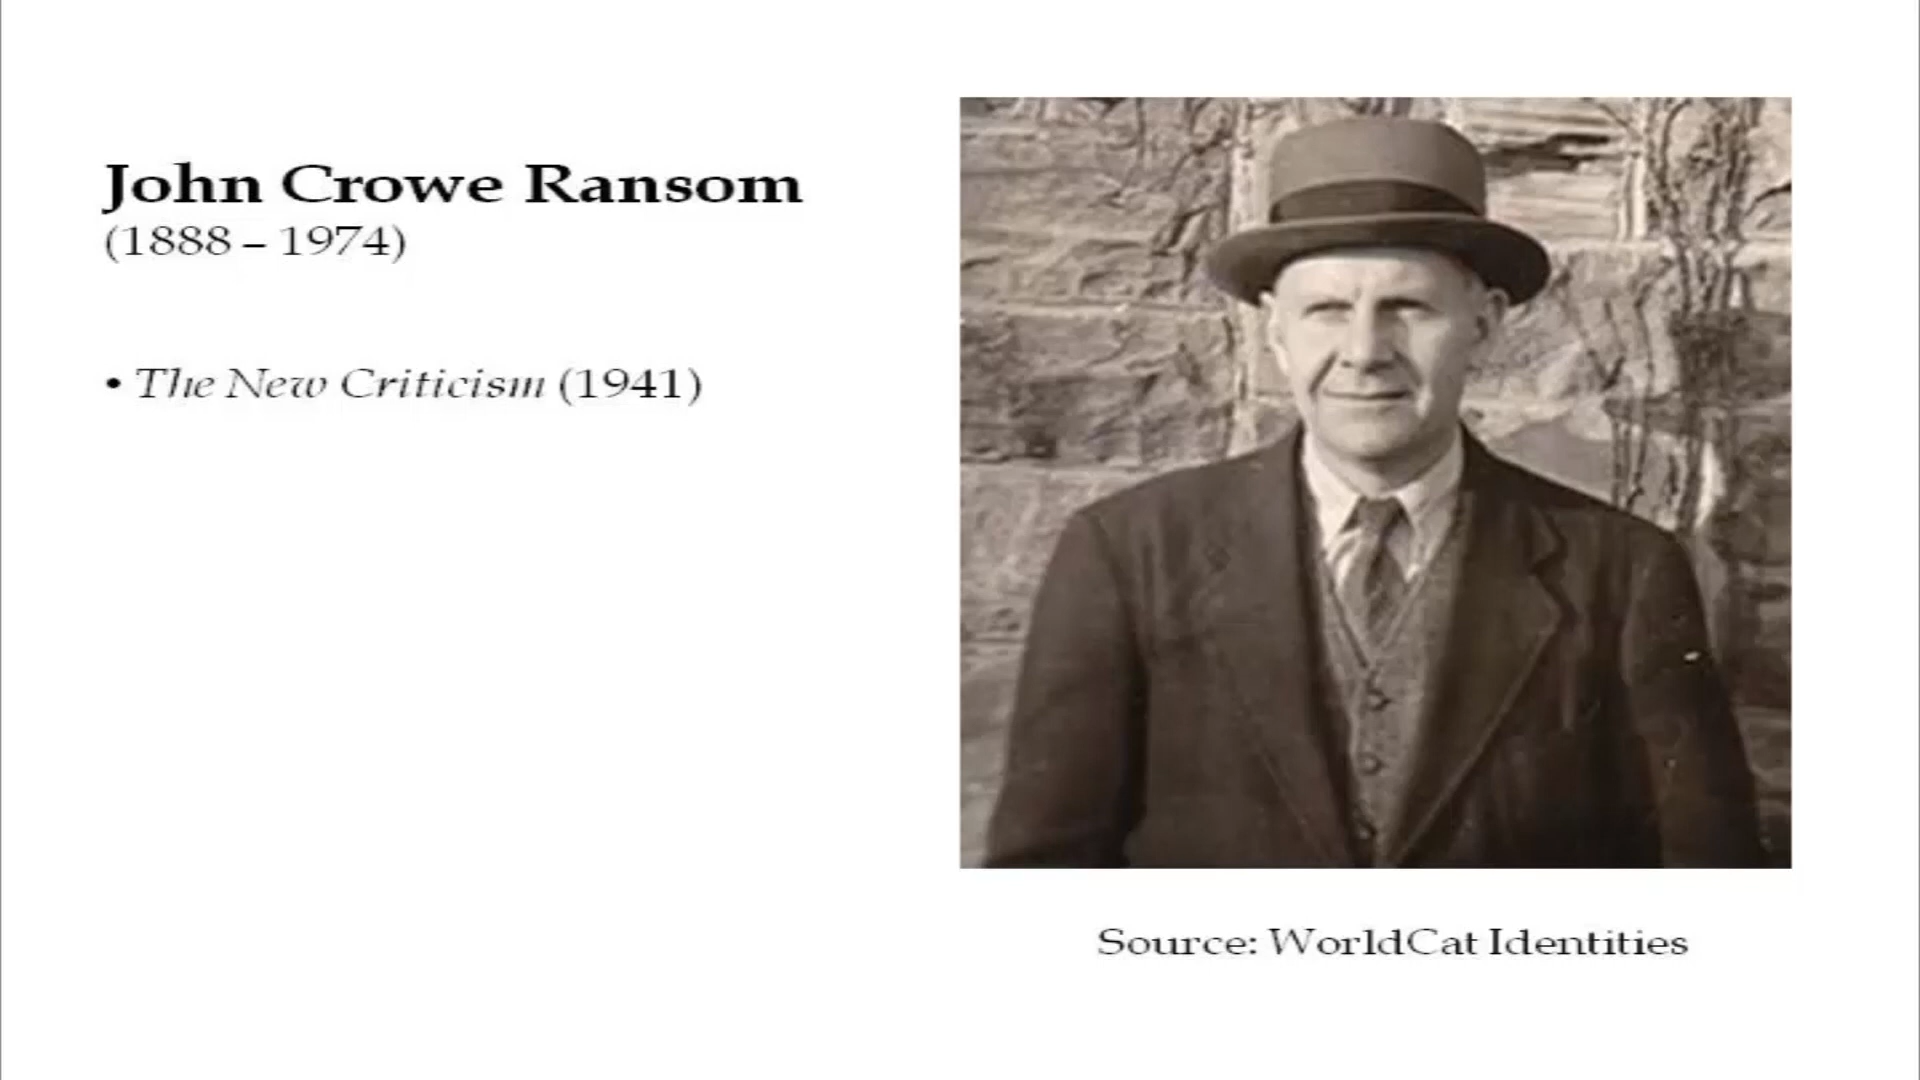 John Crowe Ransom
(1888 – 1974)
• The New Criticism (1941)
Source: WorldCat Identities